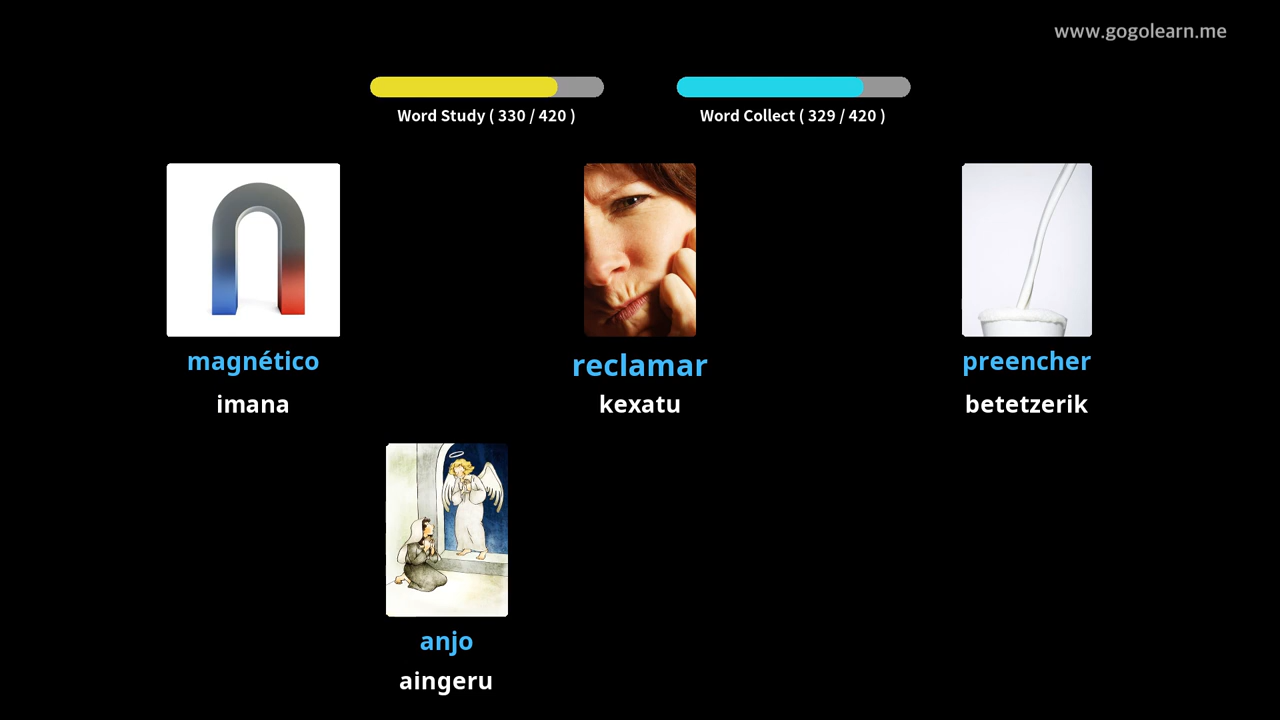 www.gogolearn.me
Word Study ( 330 / 420 )
Word Collect ( 329 / 420 )
magnético
imana
reclamar
kexatu
preencher
betetzerik
anjo
aingeru